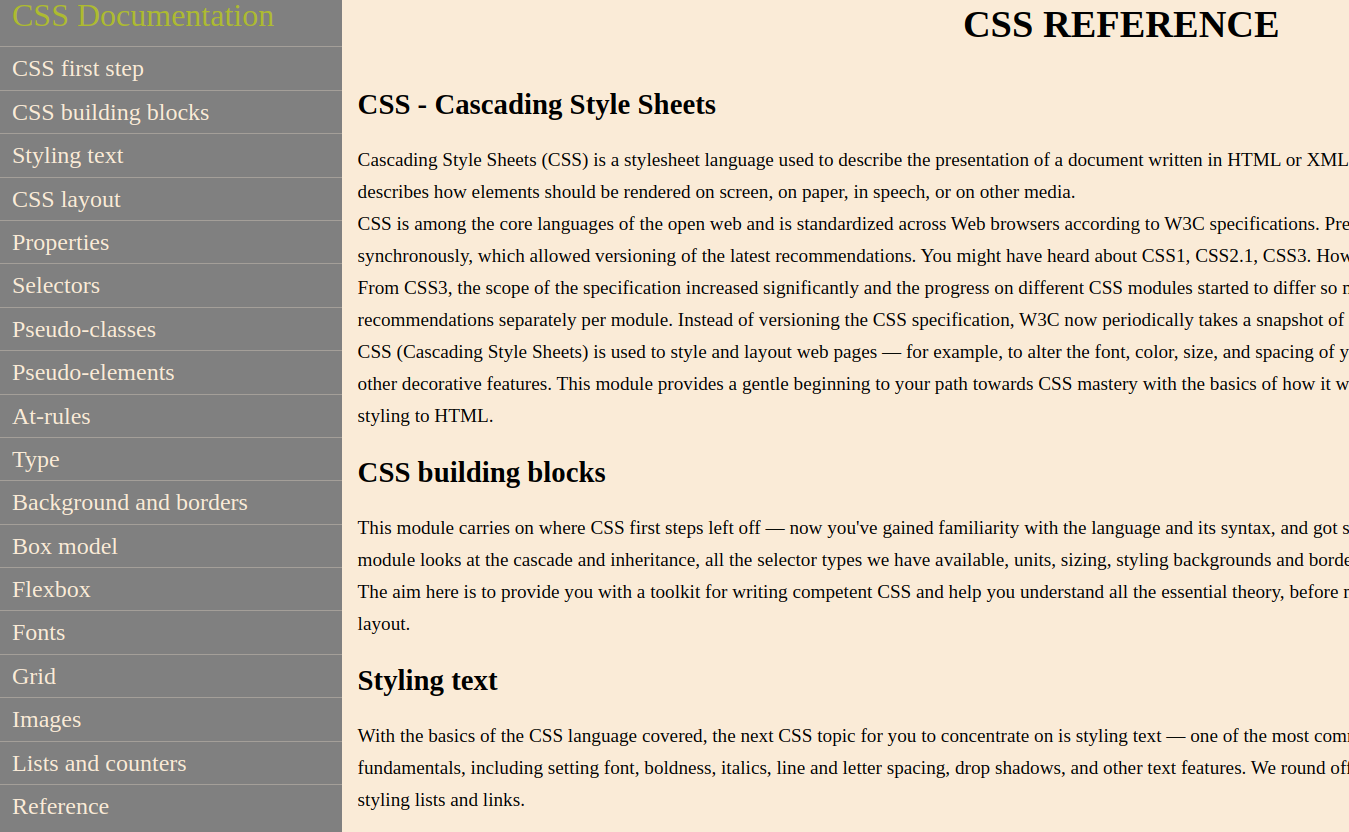 CSS Documentation
CSS first step
CSS building blocks
Styling text
CSS layout
Properties
Selectors
Pseudo-classes
Pseudo-elements
At-rules
Type
Background and borders
Box model
Flexbox
Fonts
Grid
Images
Lists and counters
Reference
CSS REFERENCE
CSS - Cascading Style Sheets
Cascading Style Sheets (CSS) is a stylesheet language used to describe the presentation of a document written in HTML or XML
describes how elements should be rendered on screen, on paper, in speech, or on other media.
CSS is among the core languages of the open web and is standardized across Web browsers according to W3C specifications. Pre
synchronously, which allowed versioning of the latest recommendations. You might have heard about CSS1, CSS2.1, CSS3. How
From CSS3, the scope of the specification increased significantly and the progress on different CSS modules started to differ so
recommendations separately per module. Instead of versioning the CSS specification, W3C now periodically takes a snapshot of
CSS (Cascading Style Sheets) is used to style and layout web pages — for example, to alter the font, color, size, and spacing of y
other decorative features. This module provides a gentle beginning to your path towards CSS mastery with the basics of how it w
styling to HTML.
CSS building blocks
This module carries on where CSS first steps left off — now you've gained familiarity with the language and its syntax, and got s
module looks at the cascade and inheritance, all the selector types we have available, units, sizing, styling backgrounds and borde
The aim here is to provide you with a toolkit for writing competent CSS and help you understand all the essential theory, before
layout.
Styling text
With the basics of the CSS language covered, the next CSS topic for you to concentrate on is styling text — one of the most com
fundamentals, including setting font, boldness, italics, line and letter spacing, drop shadows, and other text features. We round off
styling lists and links.